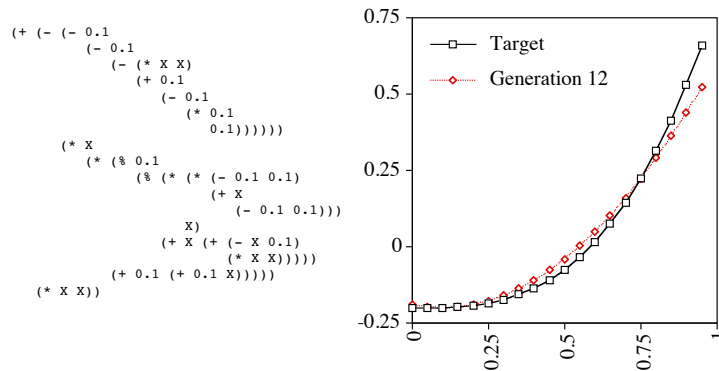 (+ (- (- 0.1
(- 0.1
(- (* X X)
(+ 0.1
(- 0.1
(* 0.1
0.1))))))
(* X
(* (% 0.1
(% (* (* (- 0.1 0.1)
(+ X
(- 0.1 0.1)))
X)
(+ X (+ (- X 0.1)
(* X X)))))
(+ 0.1 (+ 0.1 X)))))
(* X X))
0.75
0.5
0.25
0
-0.25
Target
Generation 12
0
0.25
0.5
0.75
1